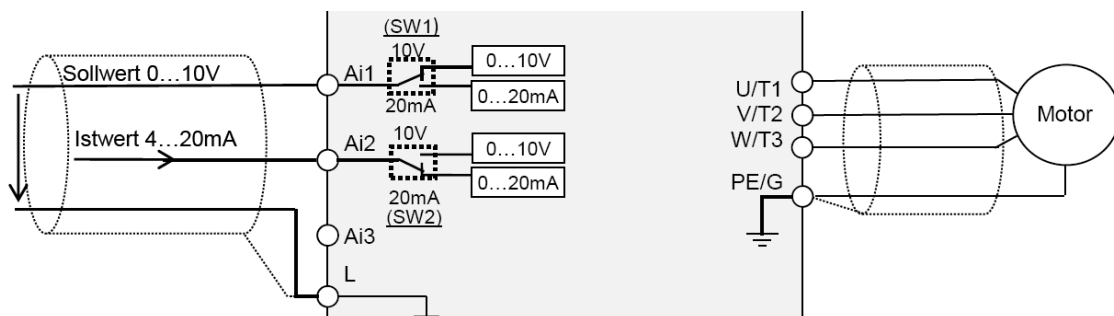 (SW1)
10V
Sollwert 0...10V
Ai1
0...10V
20mA
0...20mA
Istwert 4...20mA
Ai2
10V
0...10V
20mA
0...20mA
(SW2)
Ai3
L
U/T1
V/T2
W/T3
PE/G
Motor